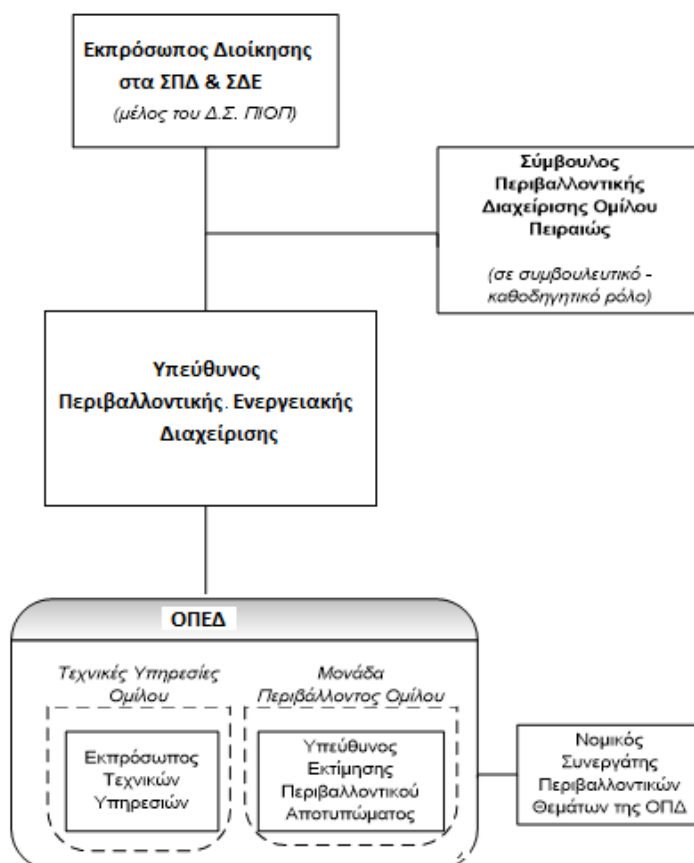 Εκπρόσωπος Διοίκησης
στα ΣΠΔ & ΣΔΕ
(μέλος του Δ.Σ. ΠΙΟΠ)
Σύμβουλος
Περιβαλλοντικής
Διαχείρισης Ομίλου
Πειραιώς
(σε συμβουλευτικό -
καθοδηγητικό ρόλο)
Υπεύθυνος
Περιβαλλοντικής. Ενεργειακής
Διαχείρισης
ΟΠΕΔ
Τεχνικές Υπηρεσίες
Ομίλου
Εκπρόσωπος
Τεχνικών
Υπηρεσιών
Μονάδα
Περιβάλλοντος Ομίλου
Υπεύθυνος
Εκτίμησης
Περιβαλλοντικού
Αποτυπώματος
Νομικός
Συνεργάτης
Περιβαλλοντικών
Θεμάτων της ΟΠΔ